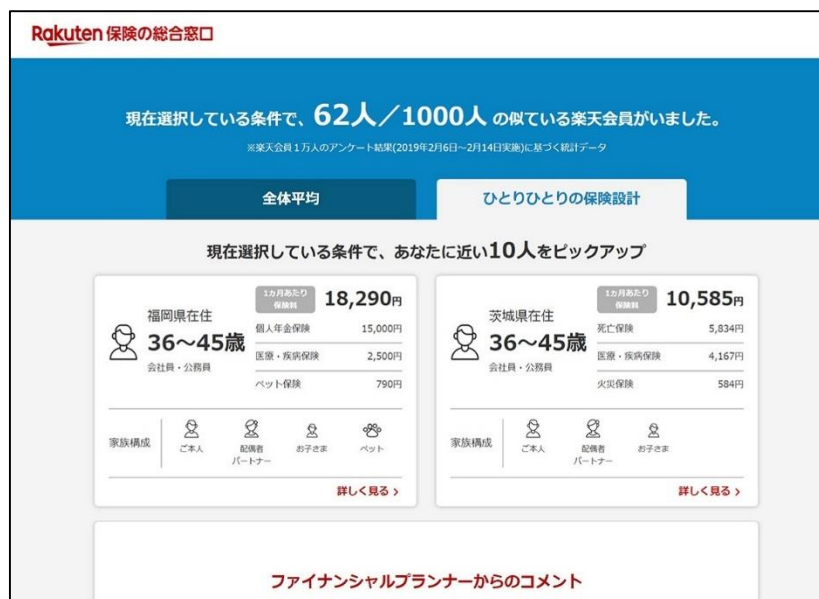 Rakuten 保険の総合窓口
現在選択している条件で、62人／1000人 の似ている楽天会員がいました。
※楽天会員１万人のアンケート結果(2019年2月6日～2月14日実施)に基づく統計データ
全体平均
ひとりひとりの保険設計
現在選択している条件で、あなたに近い10人をピックアップ
福岡県在住
36～45歳
会社員・公務員
1カ月あたり
保険料
18,290円
個人年金保険 15,000円
医療・疾病保険 2,500円
ペット保険 790円
家族構成
ご本人
配偶者
パートナー
お子さま
ペット
詳しく見る
茨城県在住
36～45歳
会社員・公務員
1カ月あたり
保険料
10,585円
死亡保険 5,834円
医療・疾病保険 4,167円
火災保険 584円
家族構成
ご本人
配偶者
パートナー
お子さま
詳しく見る
ファイナンシャルプランナーからのコメント